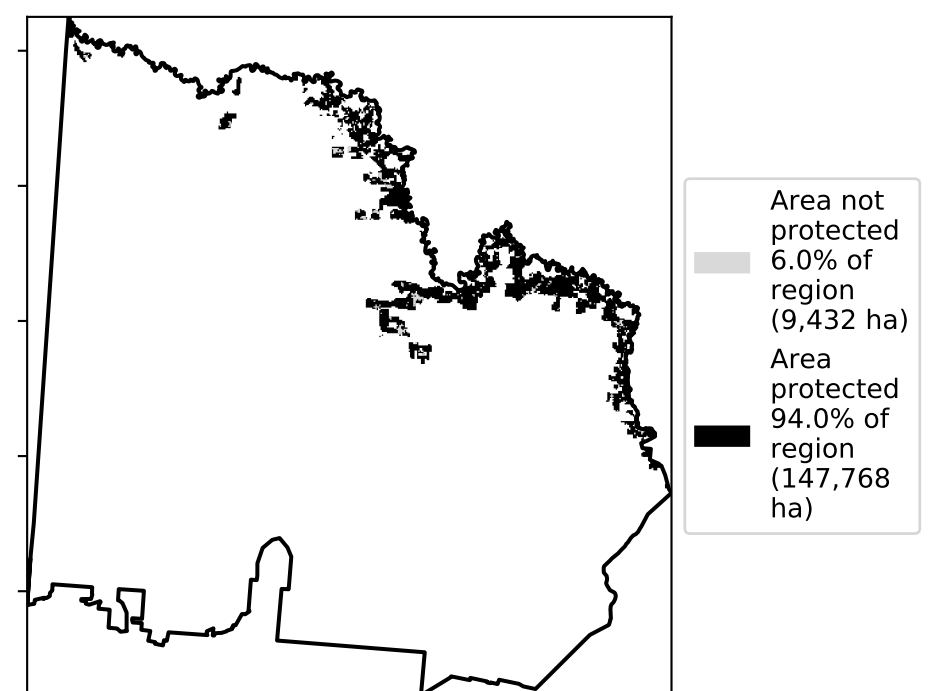 Area not
protected
6.0% of
region
(9,432 ha)
Area
protected
94.0% of
region
(147,768
ha)